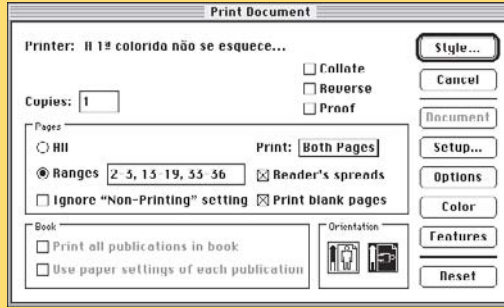 Print Document
Printer: A 1ª colorida não se esquece...
Style...
Collate
Cancel
Reverse
Copies: 1
Proof
Document
Pages
All
Print: Both Pages
Setup...
Ranges 2-3, 13-19, 33-36
Reader's spreads
Options
Ignore "Non-Printing" setting
Print blank pages
Color
Book
Orientation
Features
Print all publications in book
Use paper settings of each publication
Reset